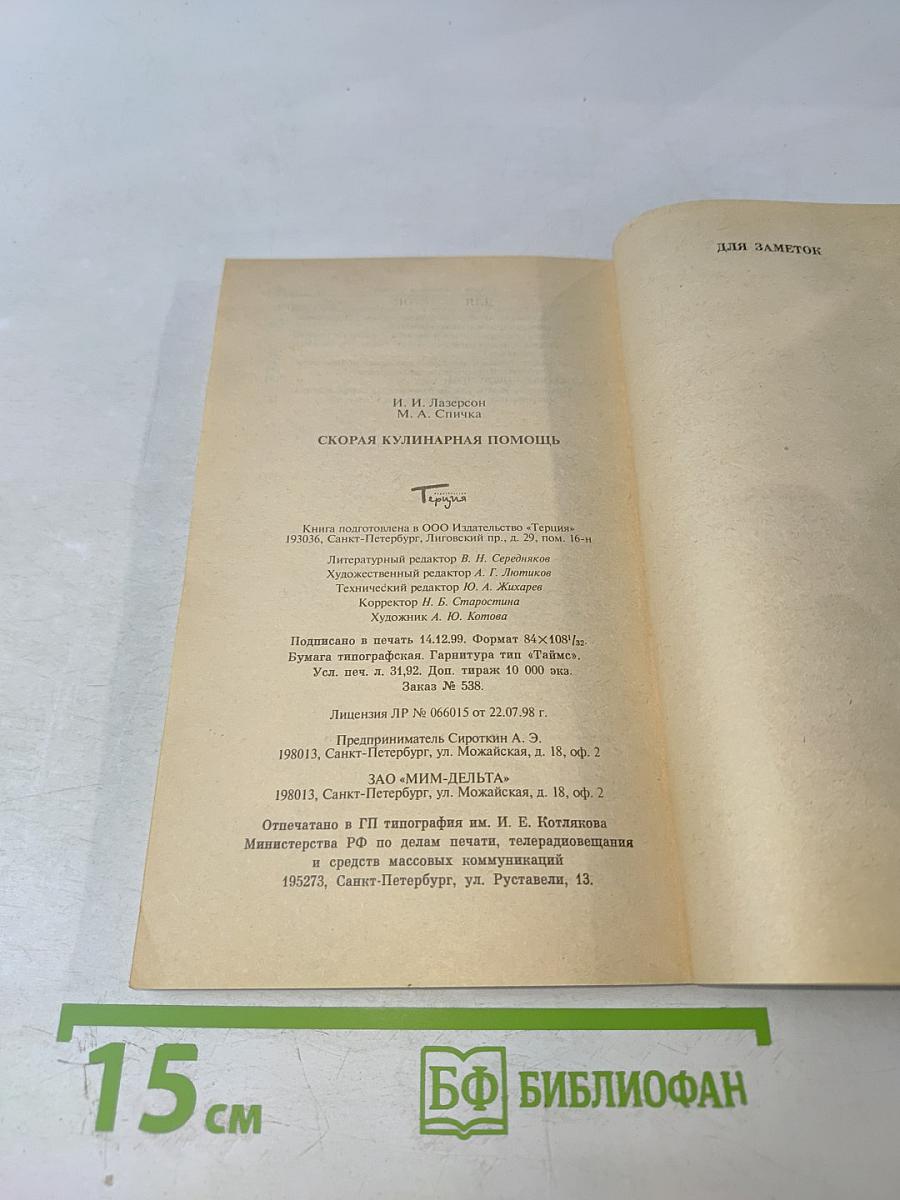 ДЛЯ ЗАМЕТОК
И. И. Лазерсон
М. А. Спичка
СКОРАЯ КУЛИНАРНАЯ ПОМОЩЬ
издательство
Терция
Книга подготовлена в ООО Издательство «Терция»
193036, Санкт-Петербург, Лиговский пр., д. 29, пом. 16-н
Литературный редактор В. Н. Середняков
Художественный редактор А. Г. Лютиков
Технический редактор Ю. А. Жихарев
Корректор Н. Б. Старостина
Художник А. Ю. Котова
Подписано в печать 14.12.99. Формат 84×108¹/₃₂.
Бумага типографская. Гарнитура тип «Таймс».
Усл. печ. л. 31,92. Доп. тираж 10 000 экз.
Заказ № 538.
Лицензия ЛР № 066015 от 22.07.98 г.
Предприниматель Сироткин А. Э.
198013, Санкт-Петербург, ул. Можайская, д. 18, оф. 2
ЗАО «МИМ-ДЕЛЬТА»
198013, Санкт-Петербург, ул. Можайская, д. 18, оф. 2
Отпечатано в ГП типография им. И. Е. Котлякова
Министерства РФ по делам печати, телерадиовещания
и средств массовых коммуникаций
195273, Санкт-Петербург, ул. Руставели, 13.
15 см
БФ БИБЛИОФАН